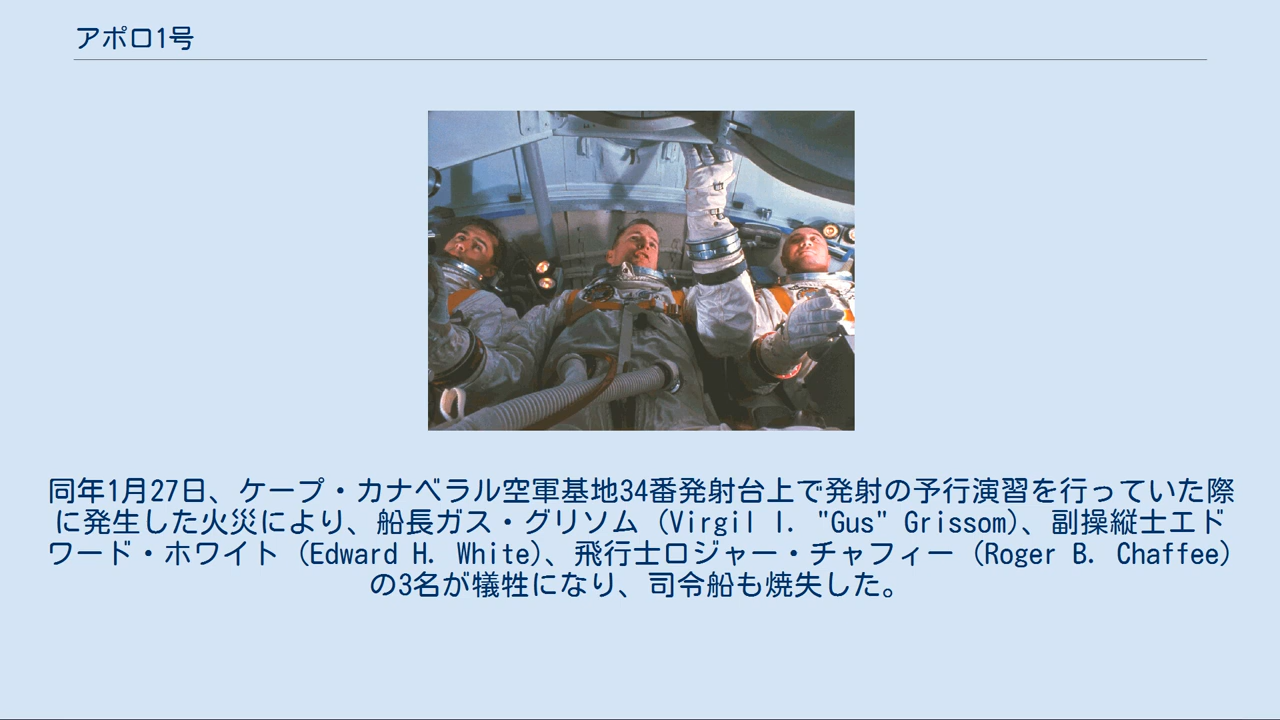 アポロ1号
同年1月27日、ケープ・カナベラル空軍基地34番発射台上で発射の予行演習を行っていた際
に発生した火災により、船長ガス・グリソム（Virgil I. "Gus" Grissom）、副操縦士エド
ワード・ホワイト（Edward H. White）、飛行士ロジャー・チャフィー（Roger B. Chaffee）
の3名が犠牲になり、司令船も焼失した。